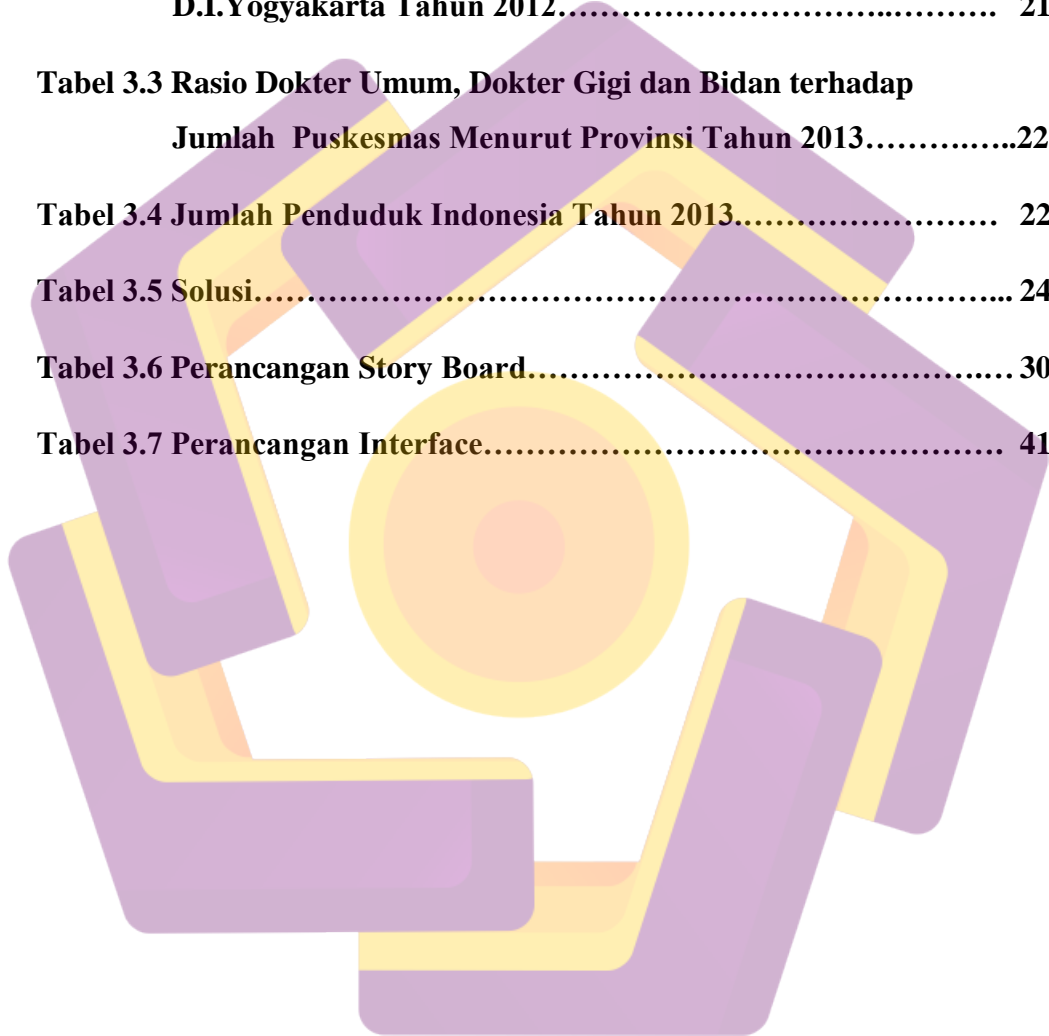 D.I.Yogyakarta Tahun 2012…………………………..………. 21
Tabel 3.3 Rasio Dokter Umum, Dokter Gigi dan Bidan terhadap
Jumlah Puskesmas Menurut Provinsi Tahun 2013……….…..22
Tabel 3.4 Jumlah Penduduk Indonesia Tahun 2013.…………………… 22
Tabel 3.5 Solusi………………………………………………………………... 24
Tabel 3.6 Perancangan Story Board…………………………………….… 30
Tabel 3.7 Perancangan Interface…………………………………………. 41